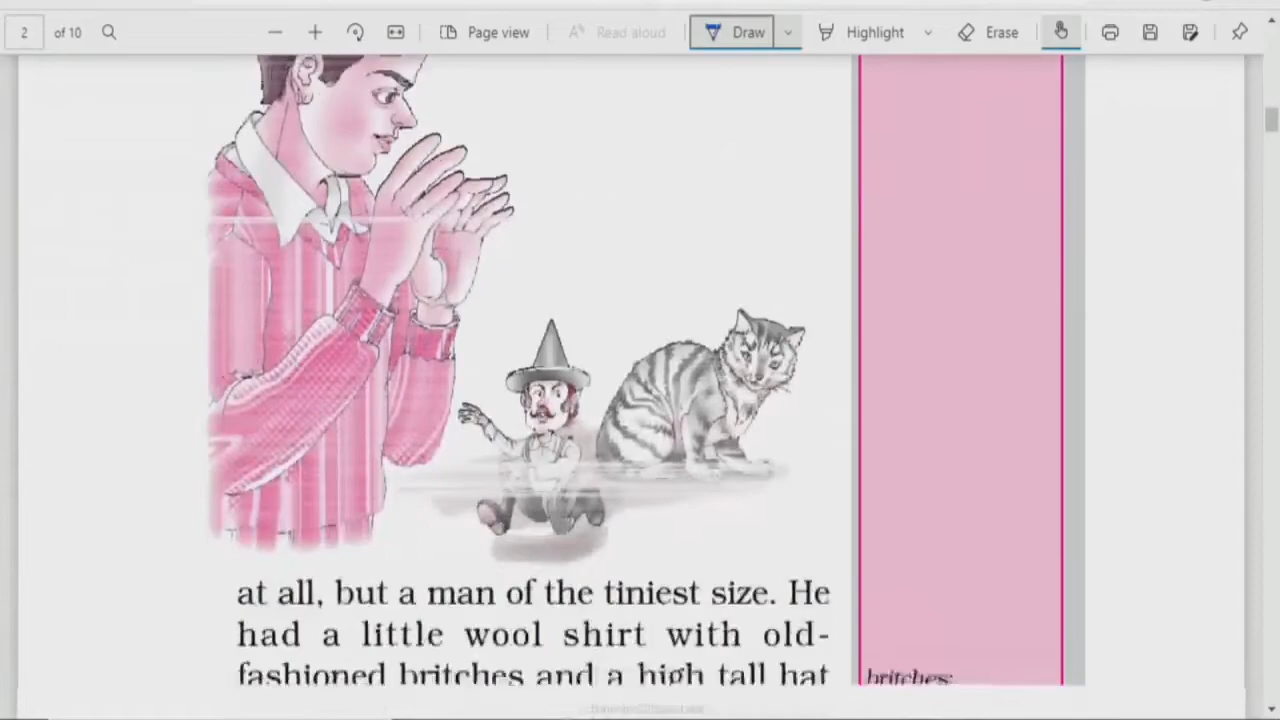 2 of 10 Page view Read aloud Draw Highlight Erase
at all, but a man of the tiniest size. He
had a little wool shirt with old-
fashioned britches and a high tall hat
britches: